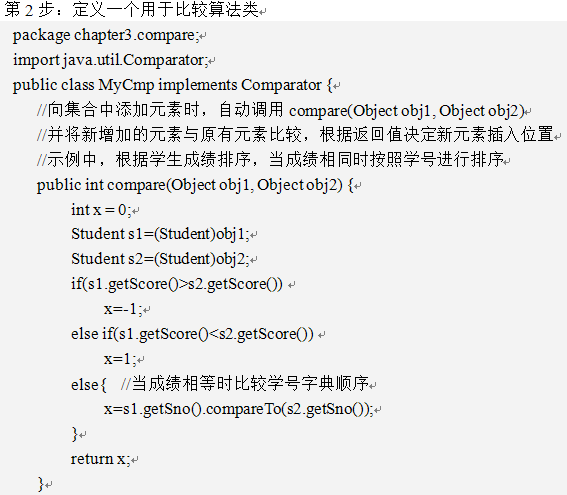 第2步：定义一个用于比较算法类
package chapter3.compare;
import java.util.Comparator;
public class MyCmp implements Comparator {
//向集合中添加元素时，自动调用compare(Object obj1, Object obj2)
//并将新增加的元素与原有元素比较，根据返回值决定新元素插入位置
//示例中，根据学生成绩排序，当成绩相同时按照学号进行排序
public int compare(Object obj1, Object obj2) {
int x = 0;
Student s1=(Student)obj1;
Student s2=(Student)obj2;
if(s1.getScore()>s2.getScore())
x=-1;
else if(s1.getScore()<s2.getScore())
x=1;
else{ //当成绩相等时比较学号字典顺序
x=s1.getSno().compareTo(s2.getSno());
}
return x;
}